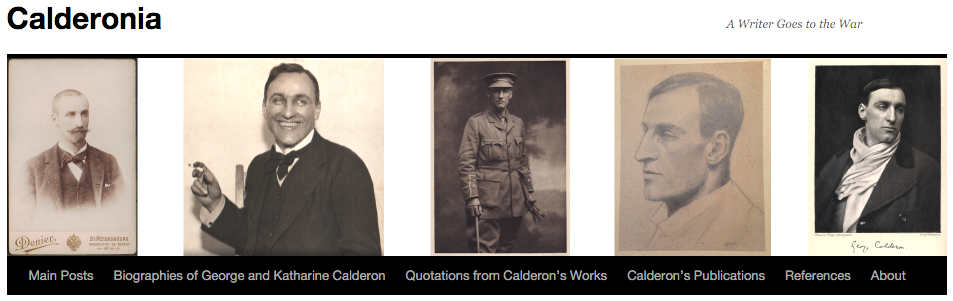 Calderonia
A Writer Goes to the War
Denier.
ST PETERSBOURG
George Calderon.
Main Posts
Biographies of George and Katharine Calderon
Quotations from Calderon's Works
Calderon's Publications
References
About